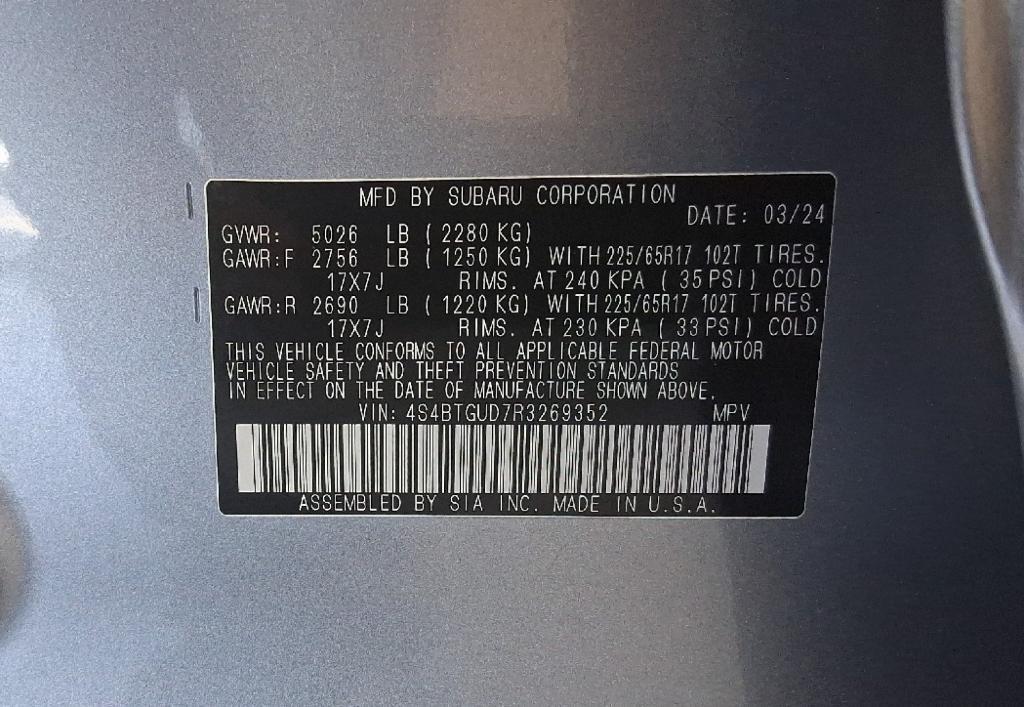 MFD BY SUBARU CORPORATION
DATE: 03/24
GVWR: 5026 LB ( 2280 KG)
GAWR:F 2756 LB ( 1250 KG) WITH 225/65R17 102T TIRES.
17X7J RIMS. AT 240 KPA ( 35 PSI) COLD
GAWR:R 2690 LB ( 1220 KG) WITH 225/65R17 102T TIRES.
17X7J RIMS. AT 230 KPA ( 33 PSI) COLD
THIS VEHICLE CONFORMS TO ALL APPLICABLE FEDERAL MOTOR
VEHICLE SAFETY AND THEFT PREVENTION STANDARDS
IN EFFECT ON THE DATE OF MANUFACTURE SHOWN ABOVE.
VIN: 4S4BTGUD7R3269352 MPV
ASSEMBLED BY SIA INC. MADE IN U.S.A.